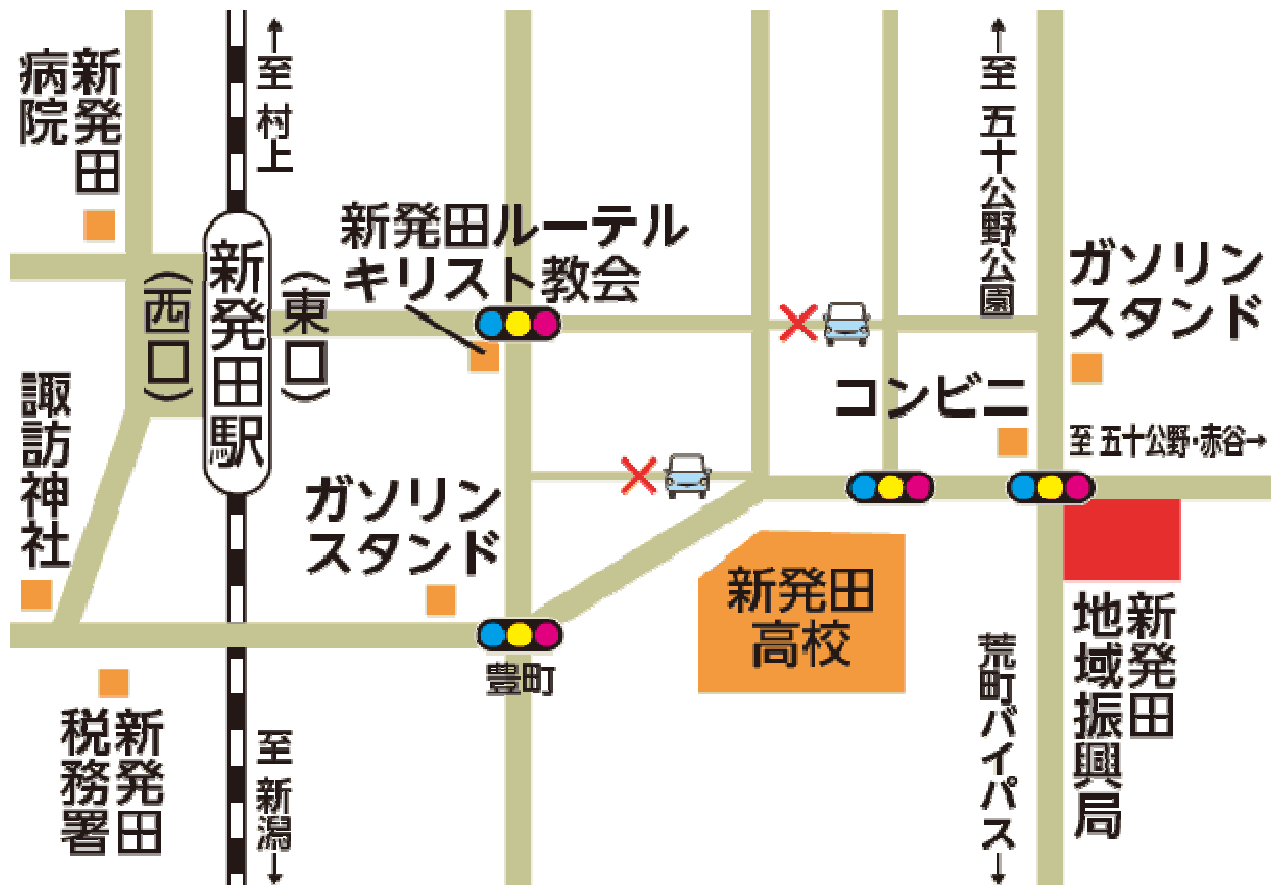 新発田
病院
↑至 村上
↑至 五十公野公園
新発田ルーテル
キリスト教会
新発田駅
(西口)
(東口)
ガソリン
スタンド
コンビニ
至 五十公野・赤谷→
諏訪神社
ガソリン
スタンド
新発田
高校
豊町
新発田
地域振興局
荒町バイパス↓
新発田
税務署
至 新潟↓